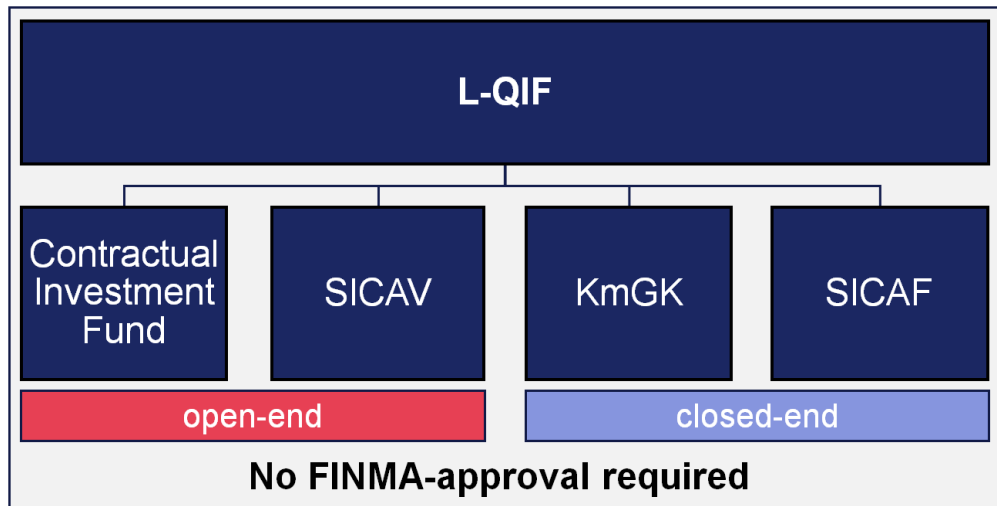 L-QIF
Contractual
Investment
Fund
SICAV
KmGK
SICAF
open-end
closed-end
No FINMA-approval required